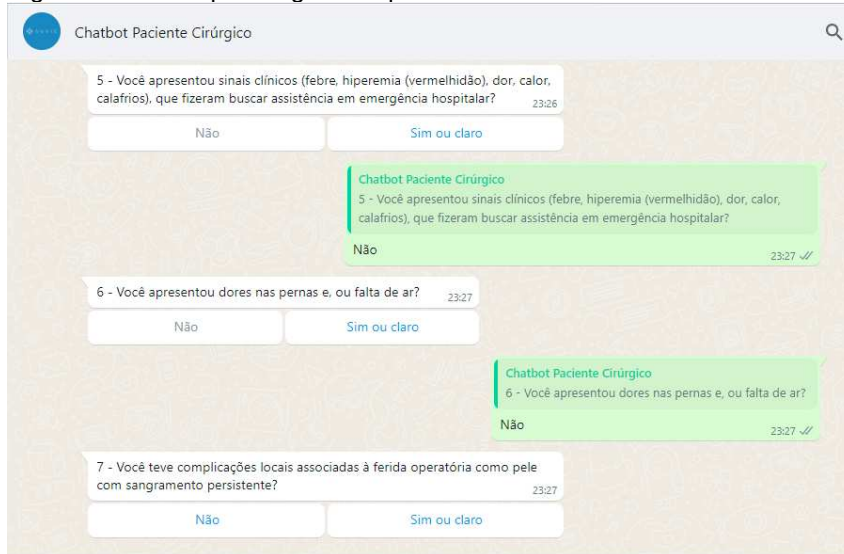 Chatbot Paciente Cirúrgico
5 - Você apresentou sinais clínicos (febre, hiperemia (vermelhidão), dor, calor,
calafrios), que fizeram buscar assistência em emergência hospitalar? 23:26
Não Sim ou claro
Chatbot Paciente Cirúrgico
5 - Você apresentou sinais clínicos (febre, hiperemia (vermelhidão), dor, calor,
calafrios), que fizeram buscar assistência em emergência hospitalar?
Não 23:27
6 - Você apresentou dores nas pernas e, ou falta de ar? 23:27
Não Sim ou claro
Chatbot Paciente Cirúrgico
6 - Você apresentou dores nas pernas e, ou falta de ar?
Não 23:27
7 - Você teve complicações locais associadas à ferida operatória como pele
com sangramento persistente? 23:27
Não Sim ou claro